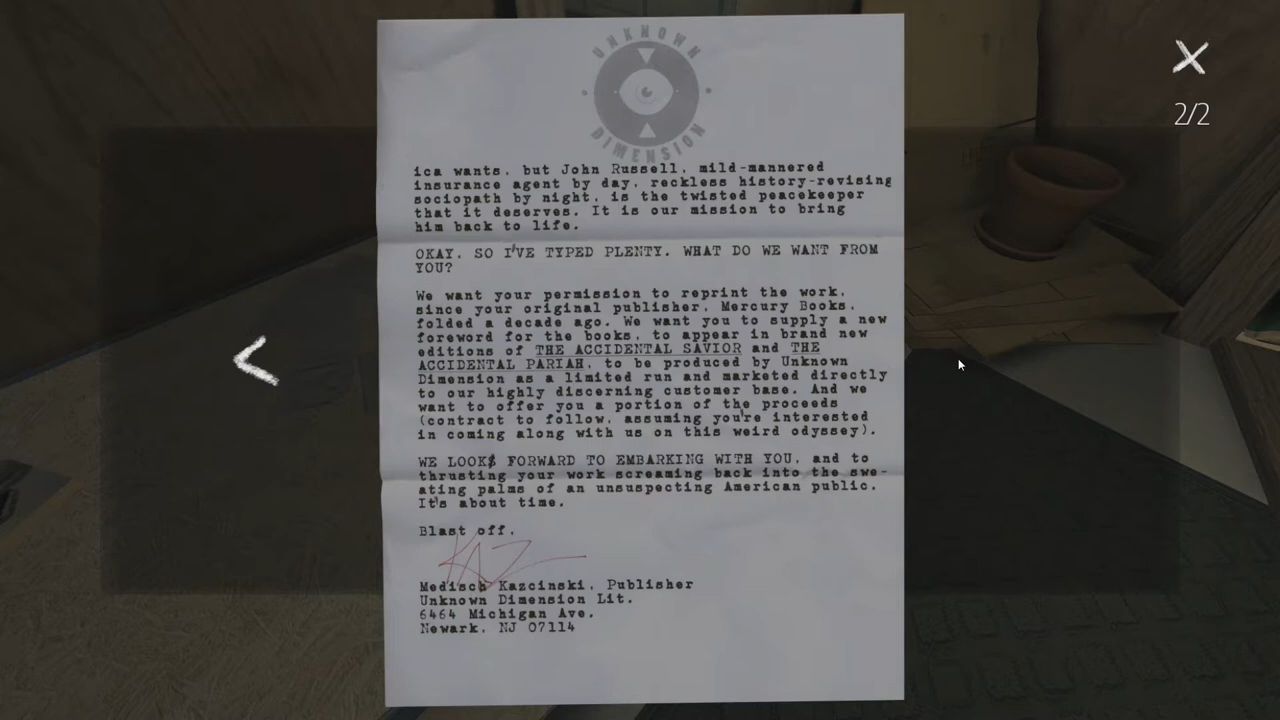 2/2
UNKNOWN
DIMENSION
ica wants, but John Russell, mild-mannered
insurance agent by day, reckless history-revising
sociopath by night, is the twisted peacekeeper
that it deserves. It is our mission to bring
him back to life.
OKAY, SO I'VE TYPED PLENTY. WHAT DO WE WANT FROM
YOU?
We want your permission to reprint the work,
since your original publisher, Mercury Books,
folded a decade ago. We want you to supply a new
foreword for the books, to appear in brand new
editions of THE ACCIDENTAL SAVIOR and THE
ACCIDENTAL PARIAH, to be produced by Unknown
Dimension as a limited run and marketed directly
to our highly discerning customer base. And we
want to offer you a portion of the proceeds
(contract to follow, assuming you're interested
in coming along with us on this weird odyssey).
WE LOOK$ FORWARD TO EMBARKING WITH YOU, and to
thrusting your work screaming back into the swe-
ating palms of an unsuspecting American public.
It's about time.
Blast off,
KAZ
Medisch Kazcinski, Publisher
Unknown Dimension Lit.
6464 Michigan Ave.
Newark, NJ 07114